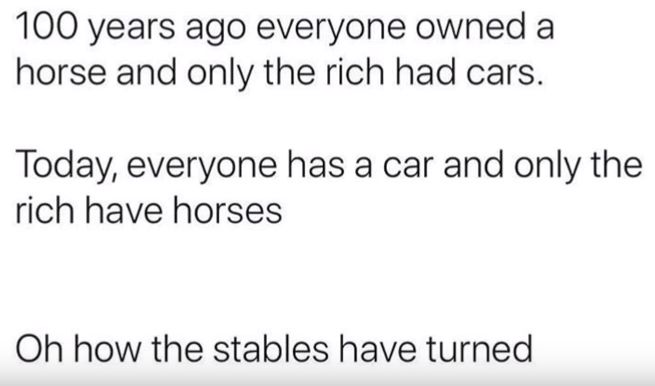 100 years ago everyone owned a
horse and only the rich had cars.
Today, everyone has a car and only the
rich have horses
Oh how the stables have turned